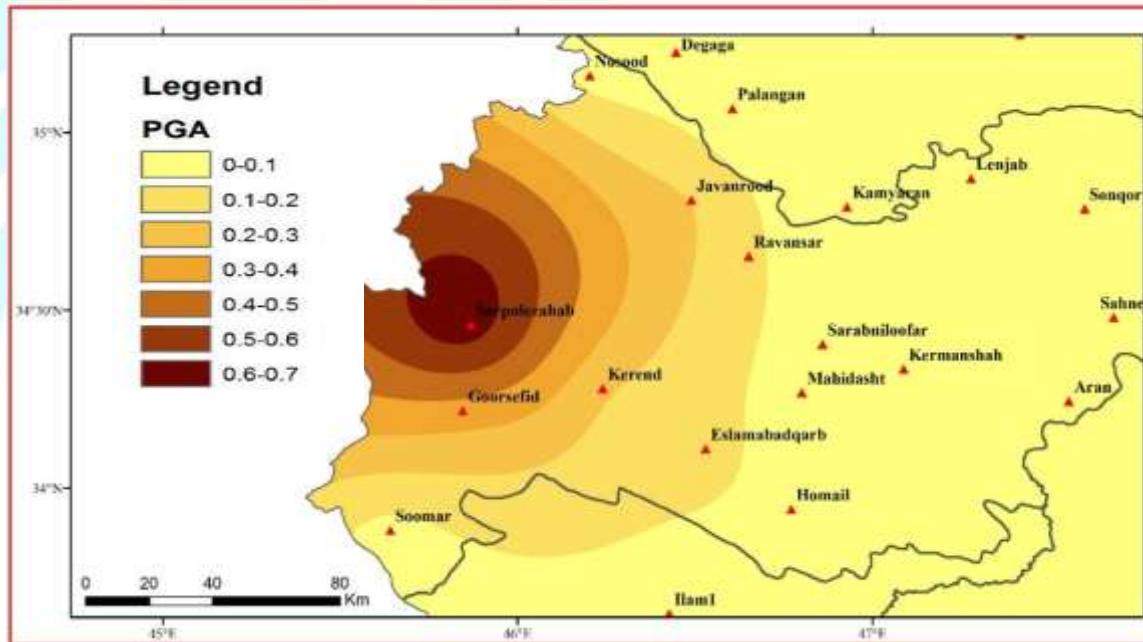 Legend
PGA
0-0.1
0.1-0.2
0.2-0.3
0.3-0.4
0.4-0.5
0.5-0.6
0.6-0.7
Nosood
Degaga
Palangan
Javanrood
Kamyaran
Lenjab
Sonqor
Ravansar
Sarpolerahab
Sarabniloofar
Sahne
Kermanshah
Kerend
Mahidasht
Aran
Goorsefid
Eslamabadqarb
Homail
Soomar
Ilam1
35°N
34°30'N
34°N
0 20 40 80
Km
45°E 46°E 47°E